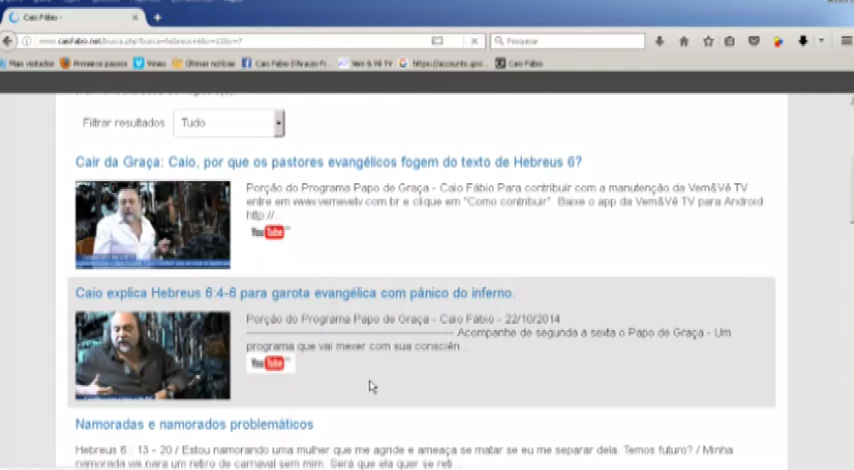 Caio Fábio -
www.caiofabio.net/busca.php?busca=hebreus+6&x=12&y=7
Pesquisar
Mais visitados Primeiros passos Views Últimas notícias Caio Fabio D'Araujo Fi... Vem & Vê TV https://accounts.goo... Caio Fábio
Filtrar resultados Tudo
Cair da Graça: Caio, por que os pastores evangélicos fogem do texto de Hebreus 6?
Porção do Programa Papo de Graça - Caio Fábio Para contribuir com a manutenção da Vem&Vê TV
entre em www.vemevetv.com.br e clique em "Como contribuir". Baixe o app da Vem&Vê TV para Android
http://...
YouTube
Caio explica Hebreus 6:4-6 para garota evangélica com pânico do inferno.
Porção do Programa Papo de Graça - Caio Fábio - 22/10/2014
------------------------------------------------ Acompanhe de segunda a sexta o Papo de Graça - Um
programa que vai mexer com sua consciên...
YouTube
Namoradas e namorados problemáticos
Hebreus 6 : 13 - 20 / Estou namorando uma mulher que me agride e ameaça se matar se eu me separar dela. Temos futuro? / Minha
namorada vai para um retiro de carnaval sem mim. Será que ela quer se reti...